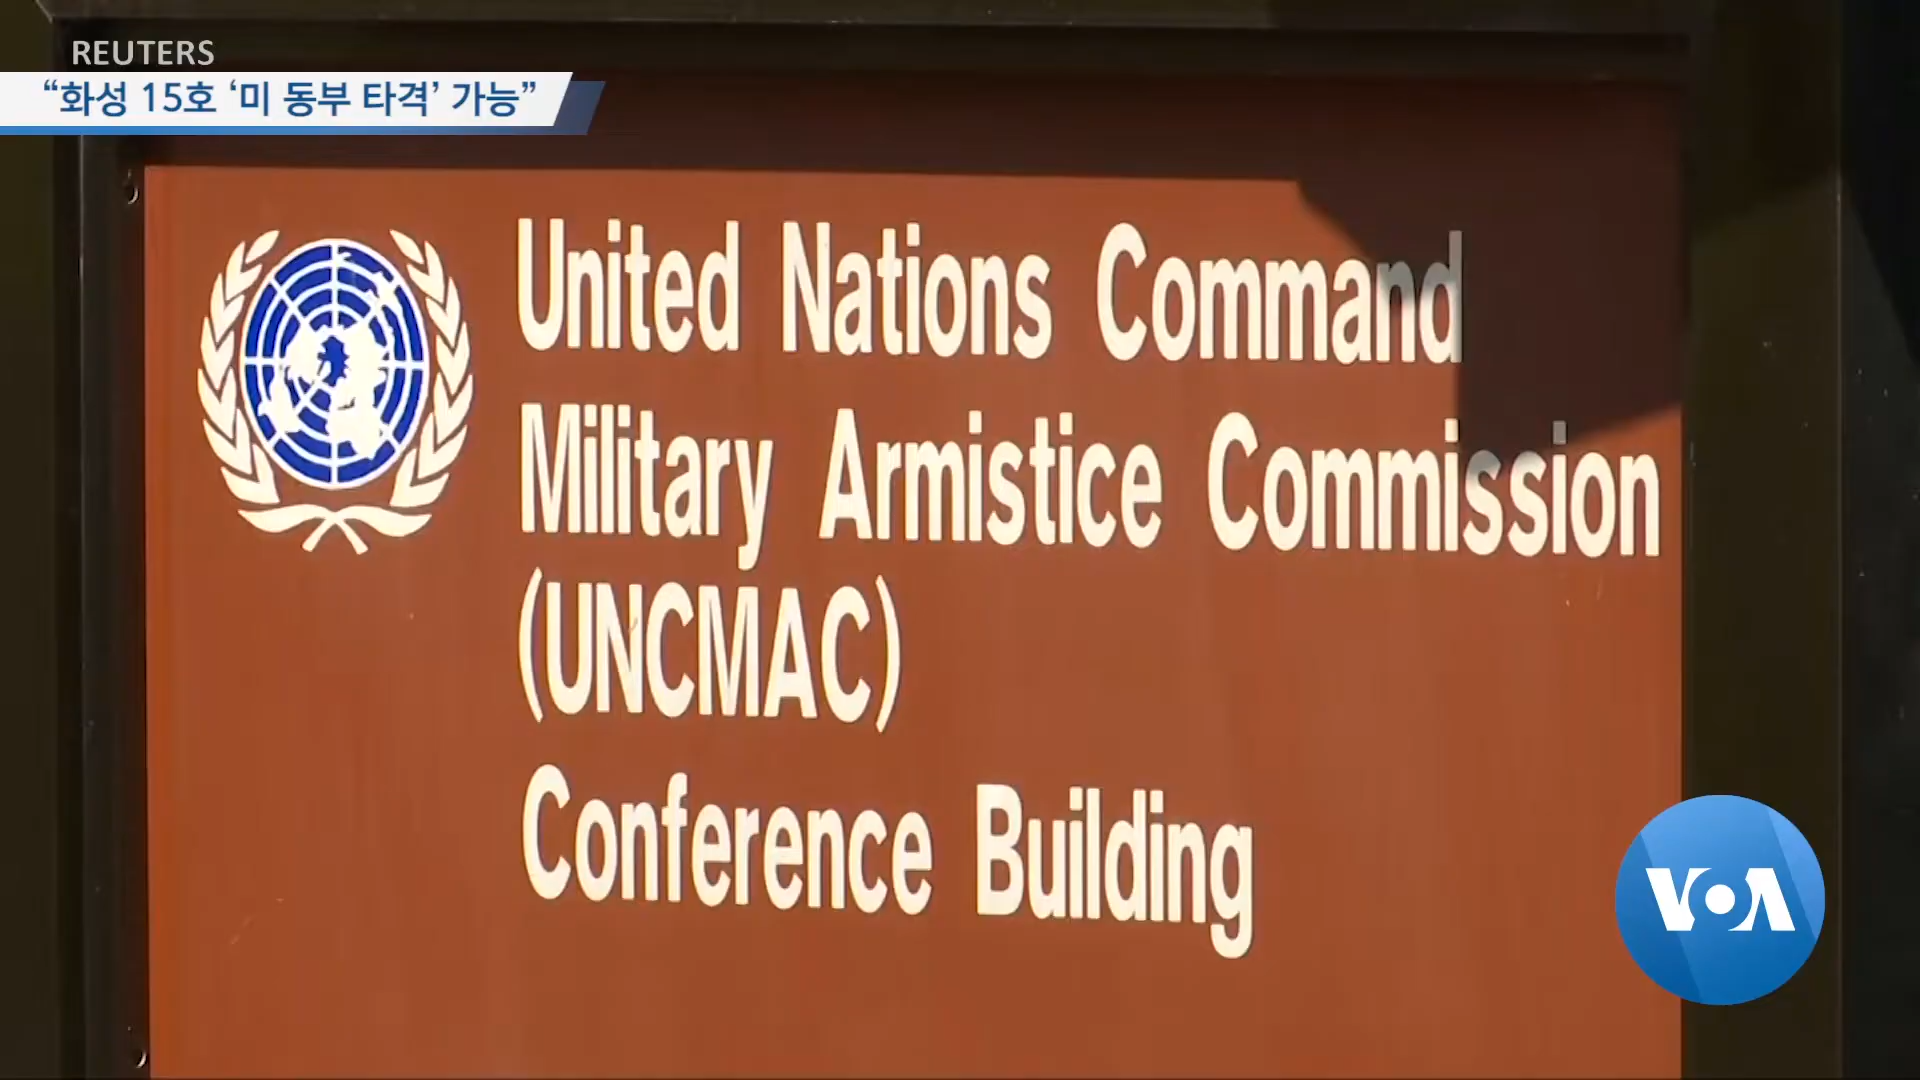 REUTERS
“화성 15호 ‘미 동부 타격’ 가능”
United Nations Command
Military Armistice Commission
(UNCMAC)
Conference Building
VOA